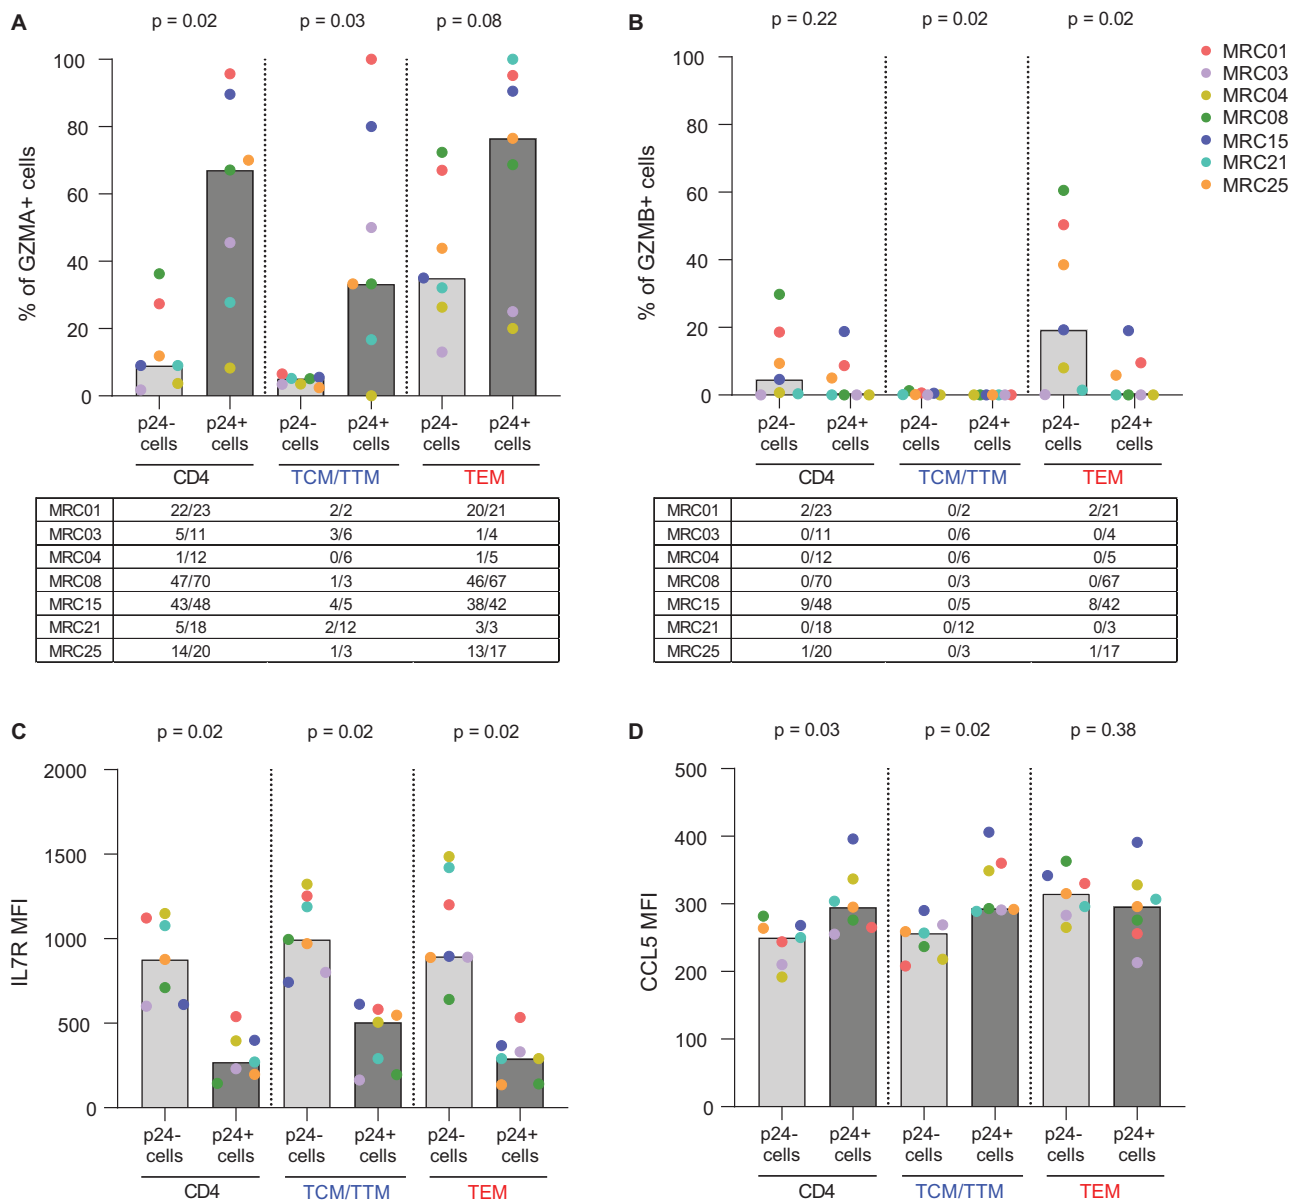 A
p = 0.02
p = 0.03
p = 0.08
% of GZMA+ cells
100
80
60
40
20
0
p24- cells
p24+ cells
p24- cells
p24+ cells
p24- cells
p24+ cells
CD4
TCM/TTM
TEM
MRC01 22/23 2/2 20/21
MRC03 5/11 3/6 1/4
MRC04 1/12 0/6 1/5
MRC08 47/70 1/3 46/67
MRC15 43/48 4/5 38/42
MRC21 5/18 2/12 3/3
MRC25 14/20 1/3 13/17
B
p = 0.22
p = 0.02
p = 0.02
% of GZMB+ cells
100
80
60
40
20
0
p24- cells
p24+ cells
p24- cells
p24+ cells
p24- cells
p24+ cells
CD4
TCM/TTM
TEM
MRC01
MRC03
MRC04
MRC08
MRC15
MRC21
MRC25
MRC01 2/23 0/2 2/21
MRC03 0/11 0/6 0/4
MRC04 0/12 0/6 0/5
MRC08 0/70 0/3 0/67
MRC15 9/48 0/5 8/42
MRC21 0/18 0/12 0/3
MRC25 1/20 0/3 1/17
C
p = 0.02
p = 0.02
p = 0.02
IL7R MFI
2000
1500
1000
500
0
p24- cells
p24+ cells
p24- cells
p24+ cells
p24- cells
p24+ cells
CD4
TCM/TTM
TEM
D
p = 0.03
p = 0.02
p = 0.38
CCL5 MFI
500
400
300
200
100
0
p24- cells
p24+ cells
p24- cells
p24+ cells
p24- cells
p24+ cells
CD4
TCM/TTM
TEM